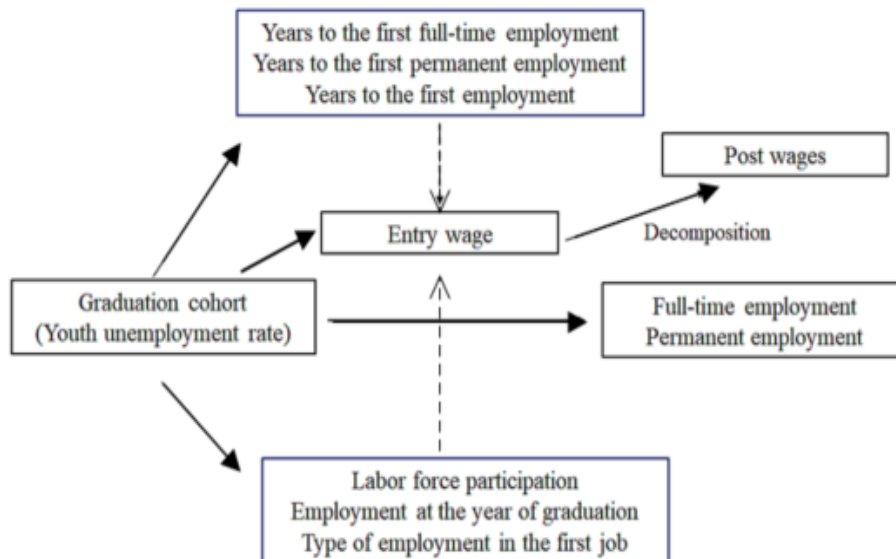 Years to the first full-time employment
Years to the first permanent employment
Years to the first employment
Post wages
Entry wage
Decomposition
Graduation cohort
(Youth unemployment rate)
Full-time employment
Permanent employment
Labor force participation
Employment at the year of graduation
Type of employment in the first job